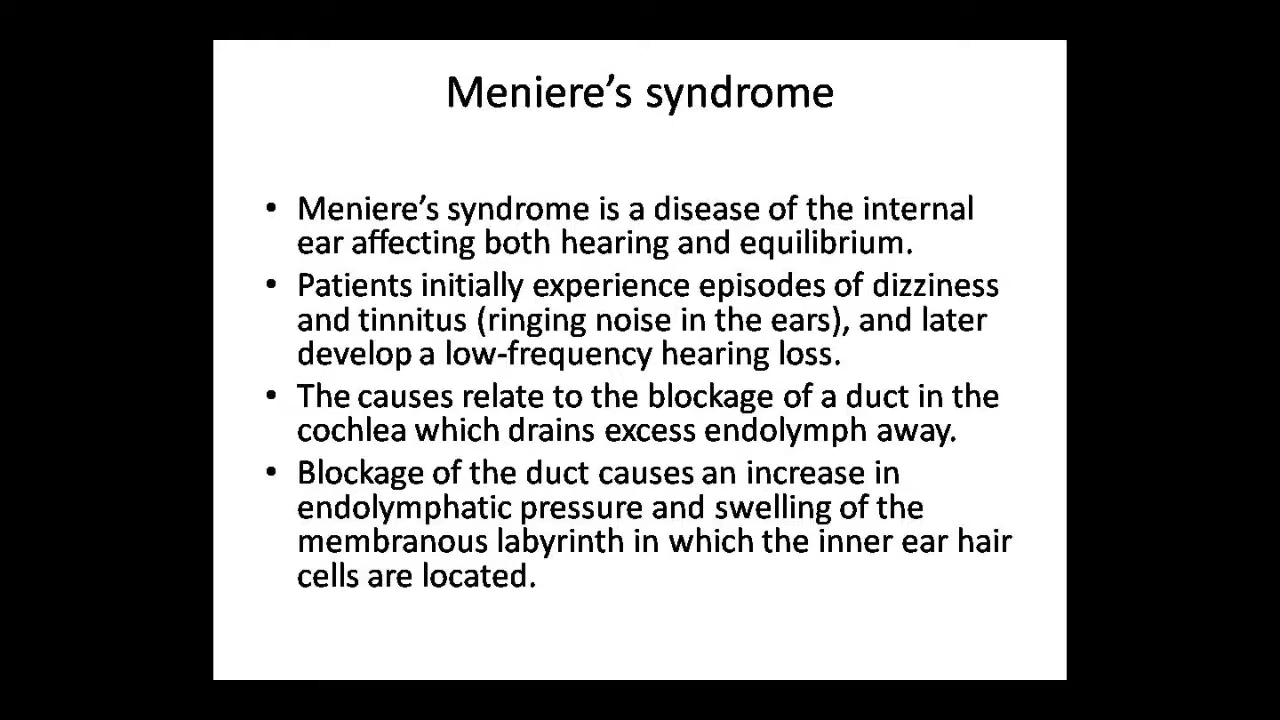 Meniere’s syndrome
• Meniere’s syndrome is a disease of the internal
ear affecting both hearing and equilibrium.
• Patients initially experience episodes of dizziness
and tinnitus (ringing noise in the ears), and later
develop a low-frequency hearing loss.
• The causes relate to the blockage of a duct in the
cochlea which drains excess endolymph away.
• Blockage of the duct causes an increase in
endolymphatic pressure and swelling of the
membranous labyrinth in which the inner ear hair
cells are located.